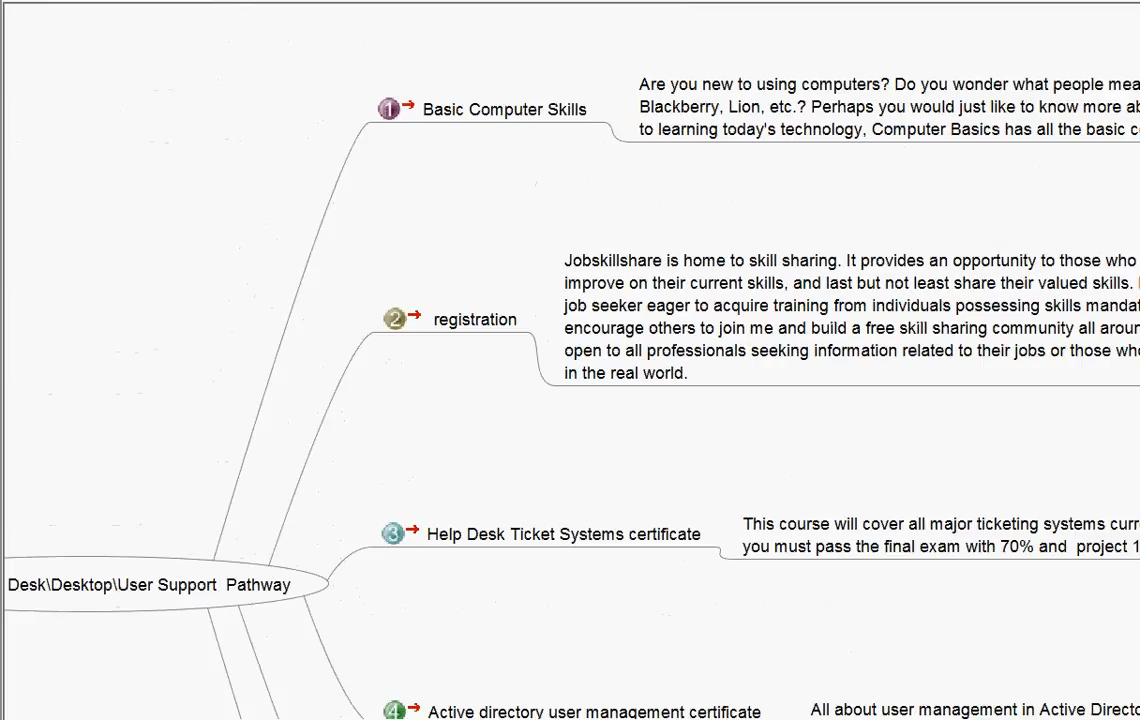 1 Basic Computer Skills
Are you new to using computers? Do you wonder what people mea
Blackberry, Lion, etc.? Perhaps you would just like to know more ab
to learning today's technology, Computer Basics has all the basic c
2 registration
Jobskillshare is home to skill sharing. It provides an opportunity to those who
improve on their current skills, and last but not least share their valued skills.
job seeker eager to acquire training from individuals possessing skills mandat
encourage others to join me and build a free skill sharing community all arour
open to all professionals seeking information related to their jobs or those who
in the real world.
3 Help Desk Ticket Systems certificate
This course will cover all major ticketing systems curr
you must pass the final exam with 70% and project 1
Desk\Desktop\User Support Pathway
4 Active directory user management certificate
All about user management in Active Directo